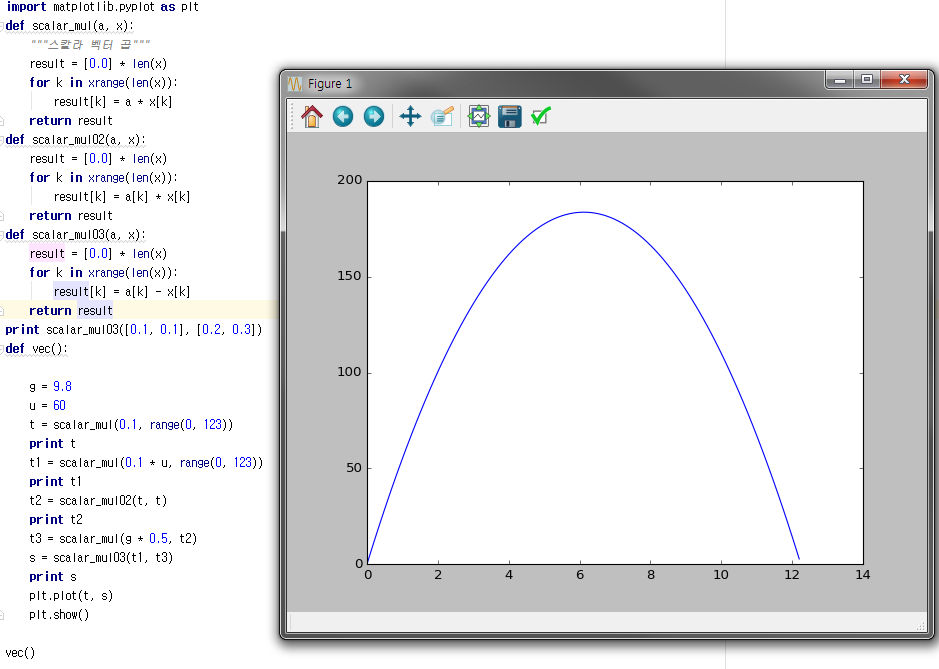 import matplotlib.pyplot as plt
def scalar_mul(a, x):
    """스칼라 벡터 곱"""
    result = [0.0] * len(x)
    for k in xrange(len(x)):
        result[k] = a * x[k]
    return result
def scalar_mul02(a, x):
    result = [0.0] * len(x)
    for k in xrange(len(x)):
        result[k] = a[k] * x[k]
    return result
def scalar_mul03(a, x):
    result = [0.0] * len(x)
    for k in xrange(len(x)):
        result[k] = a[k] - x[k]
    return result
print scalar_mul03([0.1, 0.1], [0.2, 0.3])
def vec():
    g = 9.8
    u = 60
    t = scalar_mul(0.1, range(0, 123))
    print t
    t1 = scalar_mul(0.1 * u, range(0, 123))
    print t1
    t2 = scalar_mul02(t, t)
    print t2
    t3 = scalar_mul(g * 0.5, t2)
    s = scalar_mul03(t1, t3)
    print s
    plt.plot(t, s)
    plt.show()
vec()
Figure 1
200
150
100
50
0
0 2 4 6 8 10 12 14